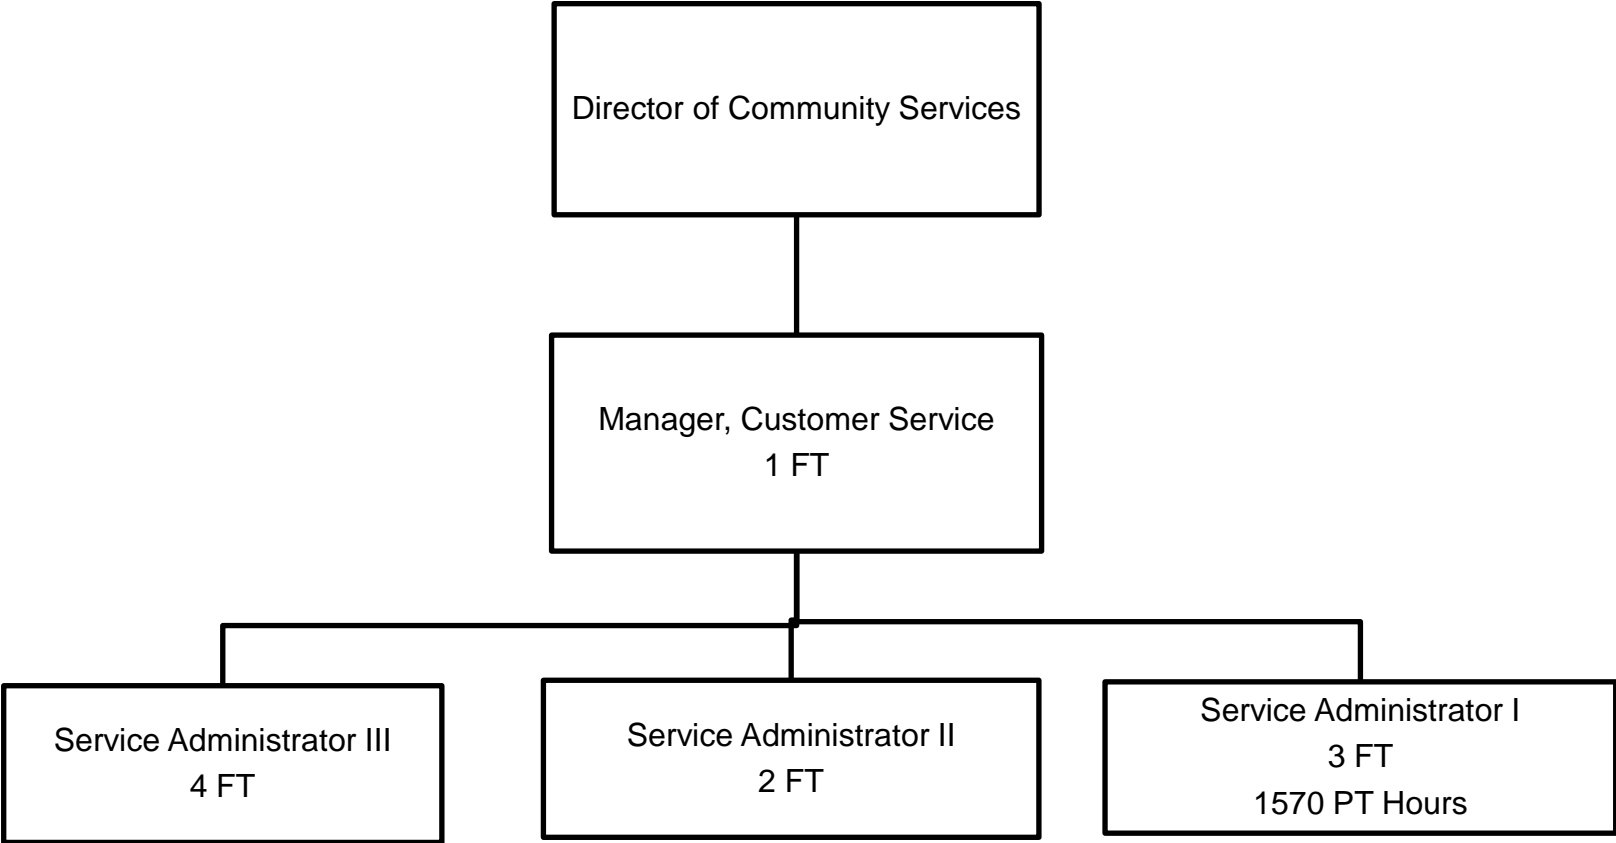 Director of Community Services
Manager, Customer Service
1 FT
Service Administrator III
4 FT
Service Administrator II
2 FT
Service Administrator I
3 FT
1570 PT Hours